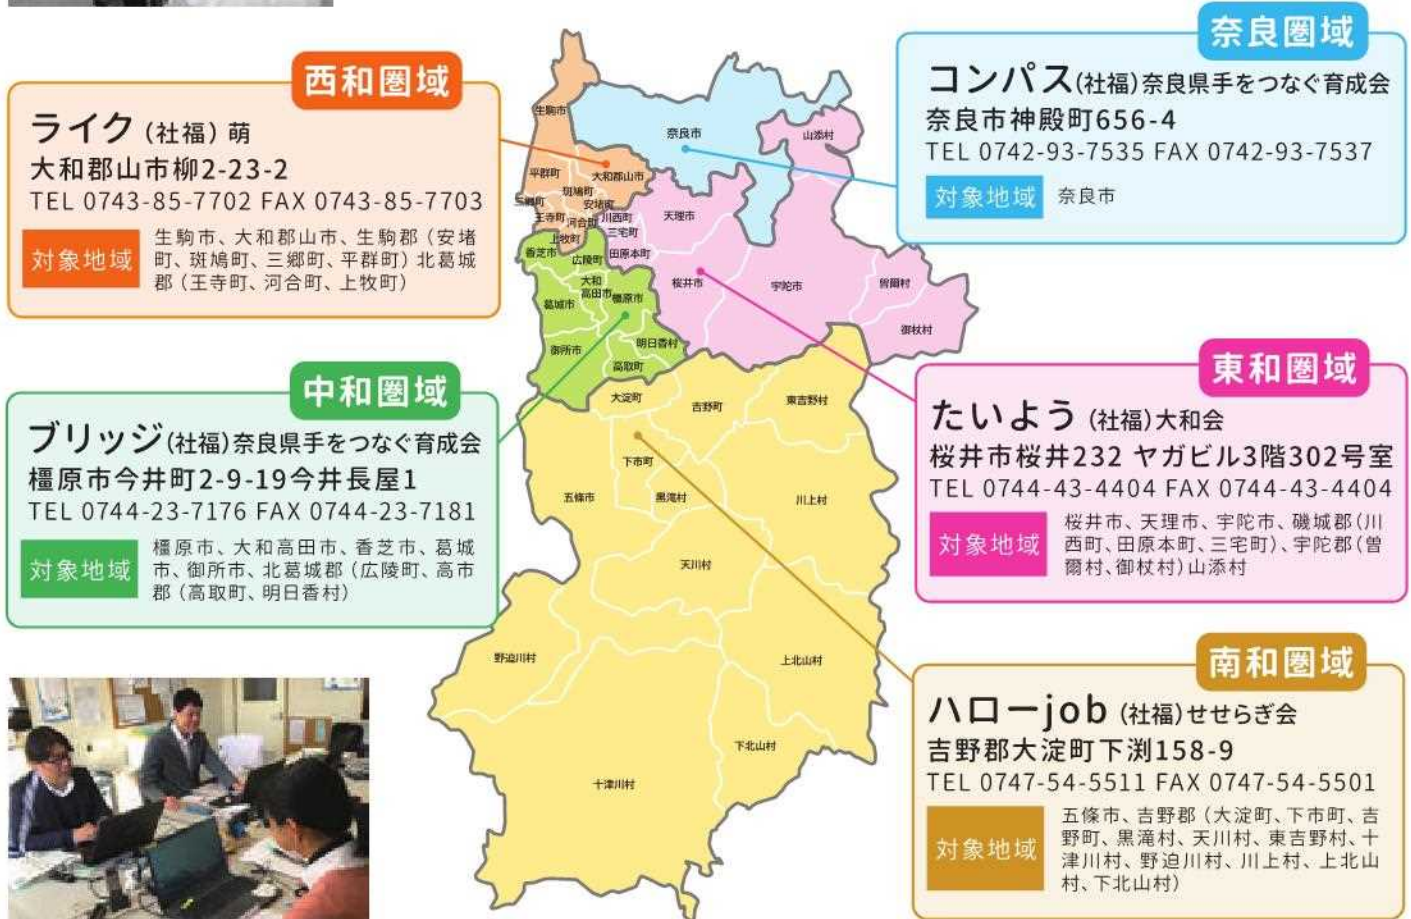 西和圏域
ライク (社福) 萌
大和郡山市柳2-23-2
TEL 0743-85-7702 FAX 0743-85-7703
対象地域
生駒市、大和郡山市、生駒郡（安堵
町、斑鳩町、三郷町、平群町）北葛城
郡（王寺町、河合町、上牧町）
中和圏域
ブリッジ(社福)奈良県手をつなぐ育成会
橿原市今井町2-9-19今井長屋1
TEL 0744-23-7176 FAX 0744-23-7181
対象地域
橿原市、大和高田市、香芝市、葛城
市、御所市、北葛城郡（広陵町、高市
郡（高取町、明日香村）
生駒市
奈良市
山添村
平群町
大和郡山市
斑鳩町
三郷町
安堵町
王寺町
河合町
川西町
天理市
三宅町
上牧町
香芝市
広陵町
田原本町
大和
高田市
橿原市
桜井市
宇陀市
曽爾村
葛城市
御杖村
御所市
明日香村
高取町
大淀町
吉野町
東吉野村
下市町
五條市
黒滝村
川上村
天川村
野迫川村
上北山村
下北山村
十津川村
奈良圏域
コンパス(社福)奈良県手をつなぐ育成会
奈良市神殿町656-4
TEL 0742-93-7535 FAX 0742-93-7537
対象地域
奈良市
東和圏域
たいよう (社福)大和会
桜井市桜井232 ヤガビル3階302号室
TEL 0744-43-4404 FAX 0744-43-4404
対象地域
桜井市、天理市、宇陀市、磯城郡（川
西町、田原本町、三宅町）、宇陀郡（曽
爾村、御杖村）山添村
南和圏域
ハローjob (社福)せせらぎ会
吉野郡大淀町下渕158-9
TEL 0747-54-5511 FAX 0747-54-5501
対象地域
五條市、吉野郡（大淀町、下市町、吉
野町、黒滝村、天川村、東吉野村、十
津川村、野迫川村、川上村、上北山
村、下北山村）